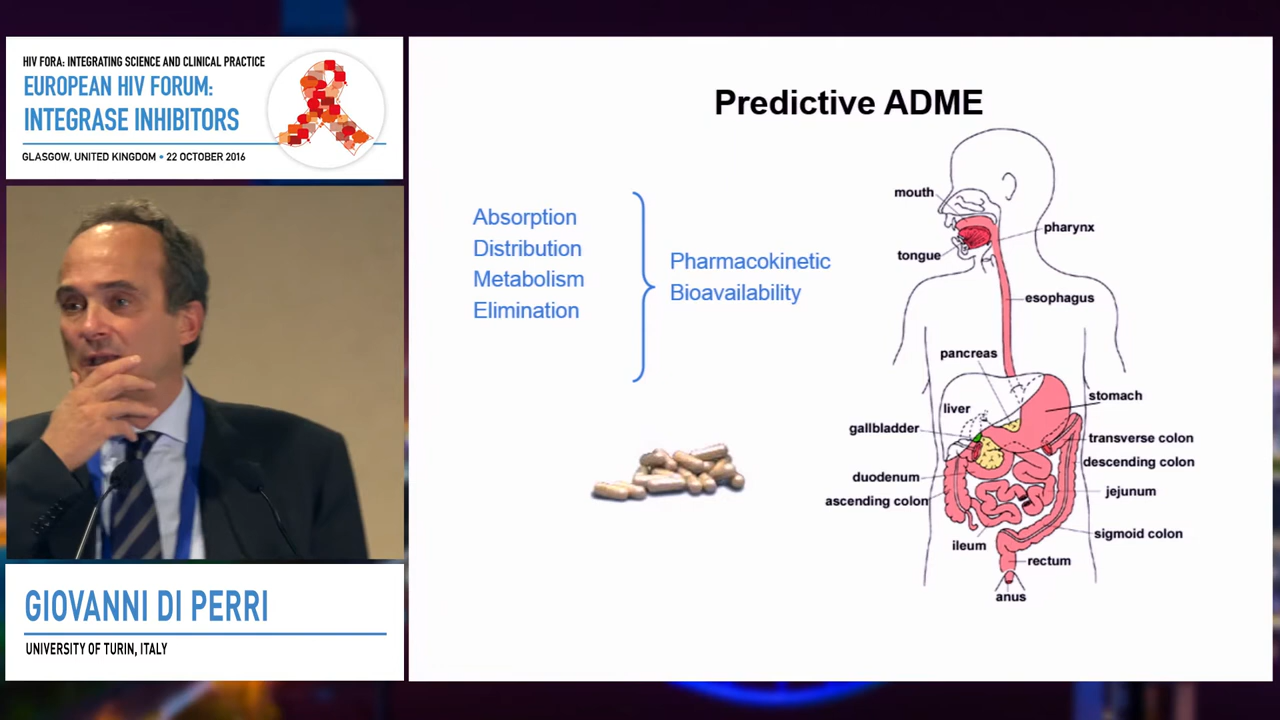 HIV FORA: INTEGRATING SCIENCE AND CLINICAL PRACTICE
EUROPEAN HIV FORUM:
INTEGRASE INHIBITORS
GLASGOW, UNITED KINGDOM • 22 OCTOBER 2016
GIOVANNI DI PERRI
UNIVERSITY OF TURIN, ITALY
Predictive ADME
Absorption
Distribution
Metabolism
Elimination
Pharmacokinetic
Bioavailability
mouth
pharynx
tongue
esophagus
pancreas
stomach
liver
gallbladder
transverse colon
descending colon
duodenum
jejunum
ascending colon
sigmoid colon
ileum
rectum
anus